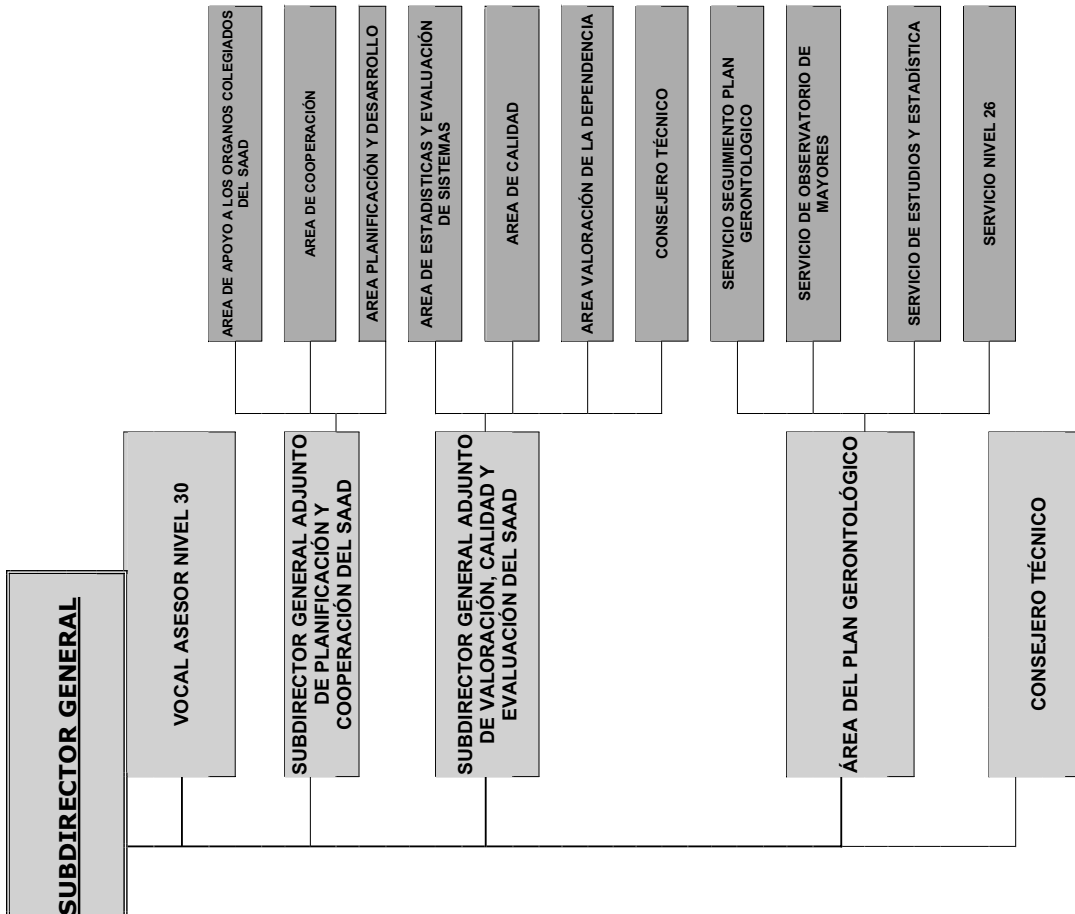 SUBDIRECTOR GENERAL
VOCAL ASESOR NIVEL 30
SUBDIRECTOR GENERAL ADJUNTO
DE PLANIFICACIÓN Y
COOPERACIÓN DEL SAAD
AREA DE APOYO A LOS ORGANOS COLEGIADOS
DEL SAAD
AREA DE COOPERACIÓN
AREA PLANIFICACIÓN Y DESARROLLO
SUBDIRECTOR GENERAL ADJUNTO
DE VALORACIÓN, CALIDAD Y
EVALUACIÓN DEL SAAD
AREA DE ESTADISTICAS Y EVALUACIÓN
DE SISTEMAS
AREA DE CALIDAD
AREA VALORACIÓN DE LA DEPENDENCIA
CONSEJERO TÉCNICO
ÁREA DEL PLAN GERONTOLÓGICO
SERVICIO SEGUIMIENTO PLAN
GERONTOLOGICO
SERVICIO DE OBSERVATORIO DE
MAYORES
SERVICIO DE ESTUDIOS Y ESTADÍSTICA
SERVICIO NIVEL 26
CONSEJERO TÉCNICO